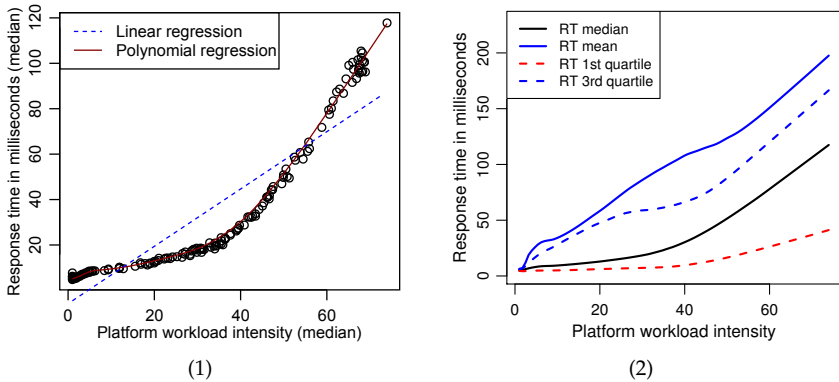 Linear regression
Polynomial regression
120
100
80
60
40
20
Response time in milliseconds (median)
0
20
40
60
Platform workload intensity (median)
(1)
RT median
RT mean
RT 1st quartile
RT 3rd quartile
200
150
100
50
0
Response time in milliseconds
0
20
40
60
Platform workload intensity
(2)